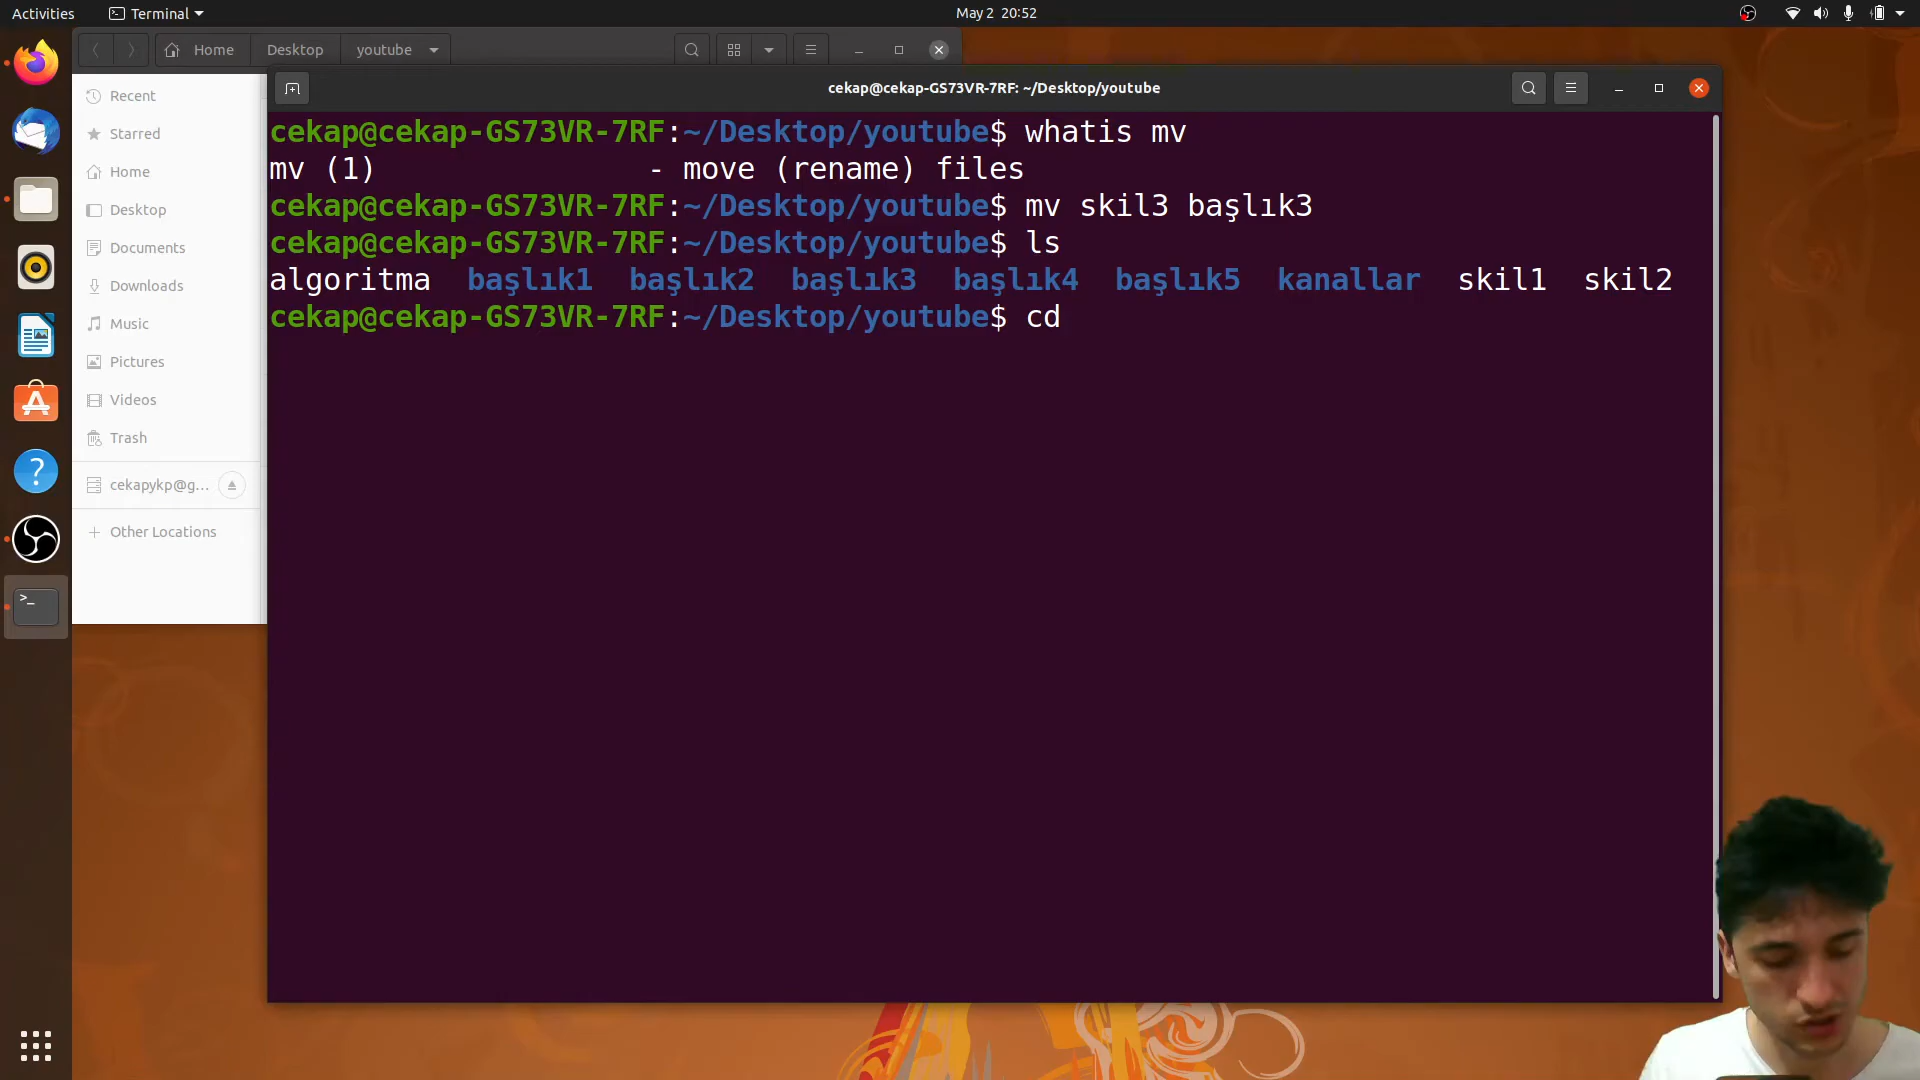 Activities
Terminal
May 2 20:52
Home
Desktop
youtube
Recent
Starred
Home
Desktop
Documents
Downloads
Music
Pictures
Videos
Trash
cekapykp@g...
Other Locations
cekap@cekap-GS73VR-7RF: ~/Desktop/youtube
cekap@cekap-GS73VR-7RF:~/Desktop/youtube$ whatis mv
mv (1) - move (rename) files
cekap@cekap-GS73VR-7RF:~/Desktop/youtube$ mv skil3 başlık3
cekap@cekap-GS73VR-7RF:~/Desktop/youtube$ ls
algoritma başlık1 başlık2 başlık3 başlık4 başlık5 kanallar skil1 skil2
cekap@cekap-GS73VR-7RF:~/Desktop/youtube$ cd